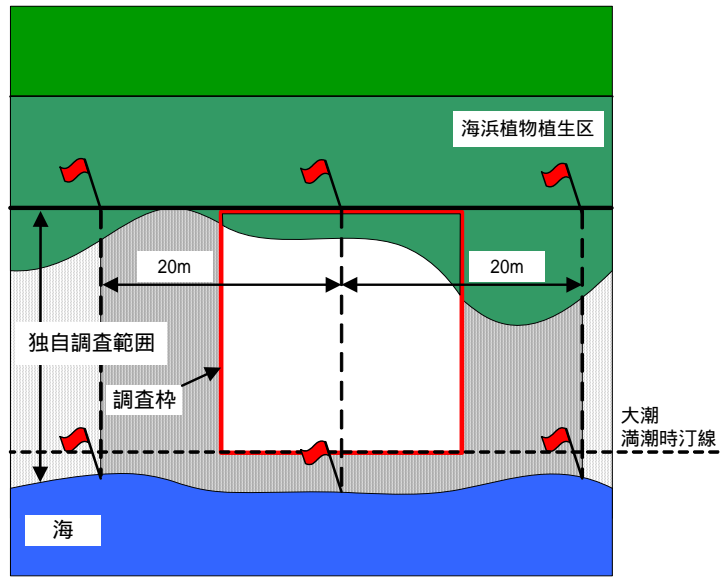 海浜植物植生区
20m
20m
独自調査範囲
調査枠
大潮
満潮時汀線
海